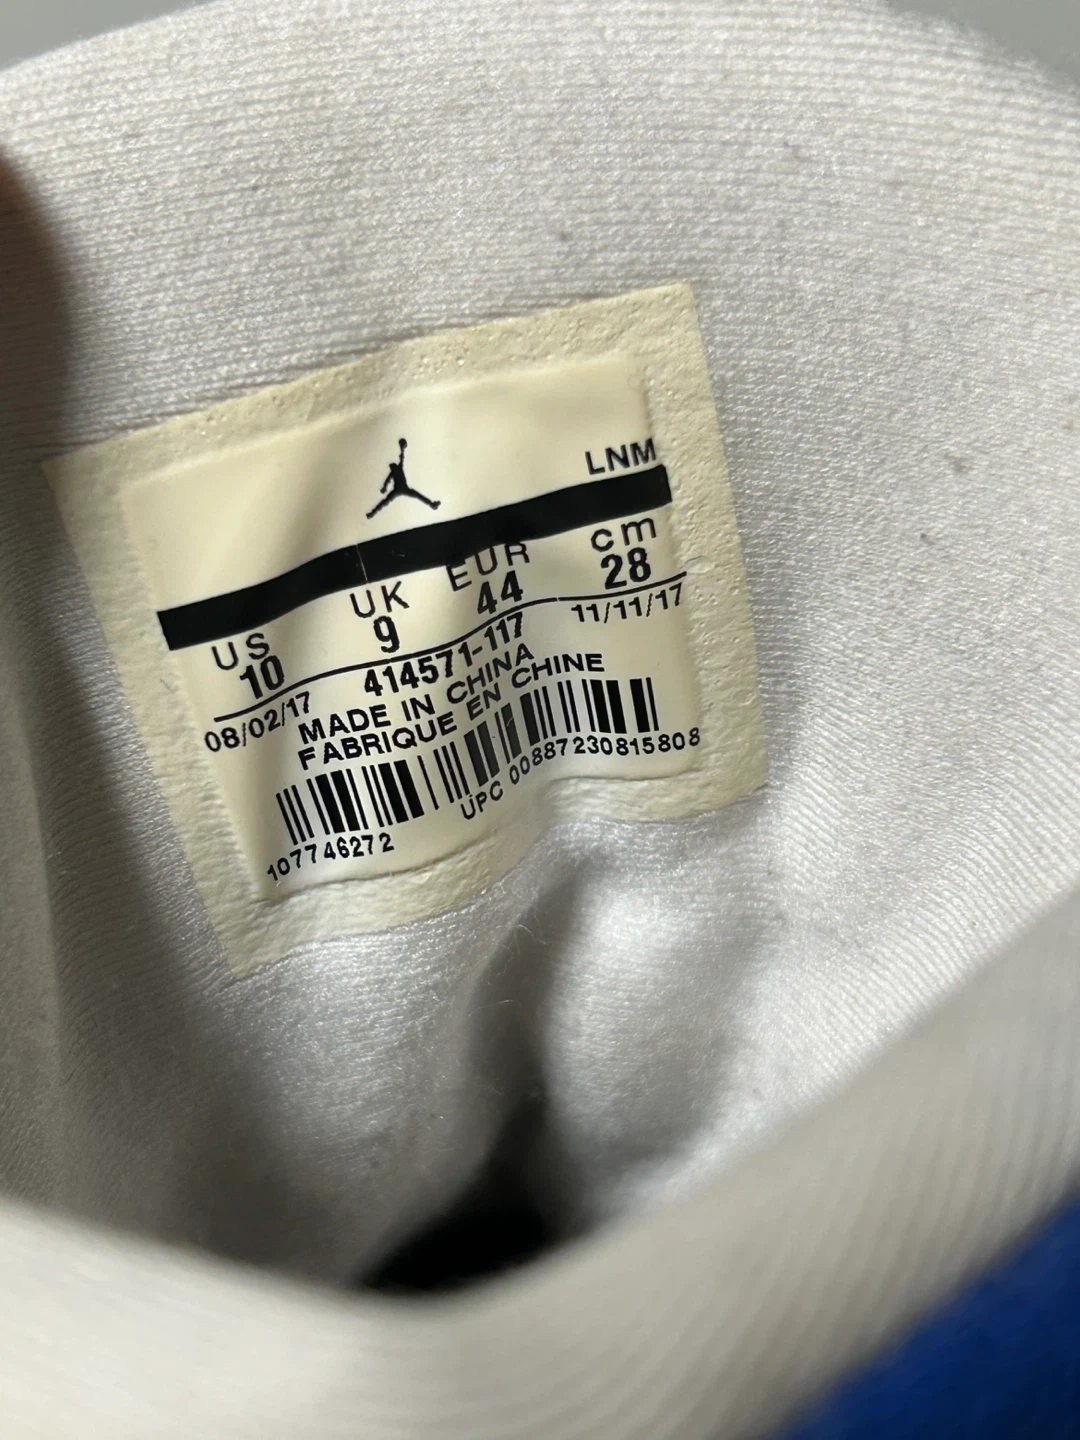 LNM
US UK EUR cm
10 9 44 28
08/02/17 414571-117 11/11/17
MADE IN CHINA
FABRIQUE EN CHINE
107746272 UPC 00887230815808